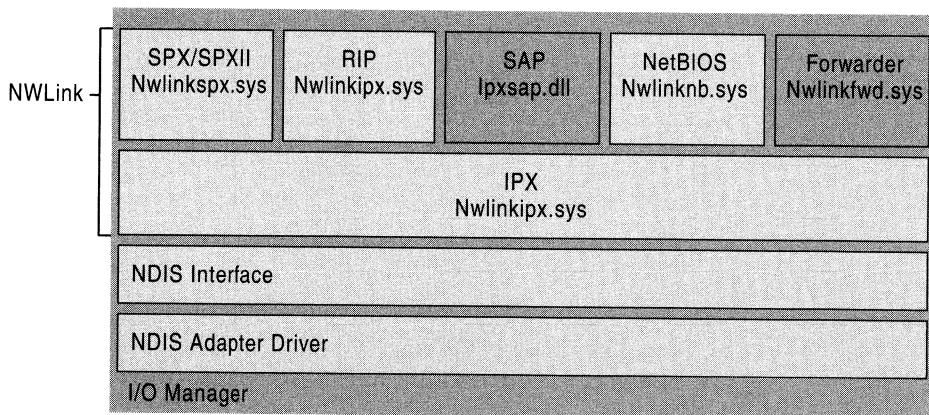 NWLink
SPX/SPXII
Nwlinkspx.sys
RIP
Nwlinkipx.sys
SAP
Ipxsap.dll
NetBIOS
Nwlinknb.sys
Forwarder
Nwlinkfwd.sys
IPX
Nwlinkipx.sys
NDIS Interface
NDIS Adapter Driver
I/O Manager